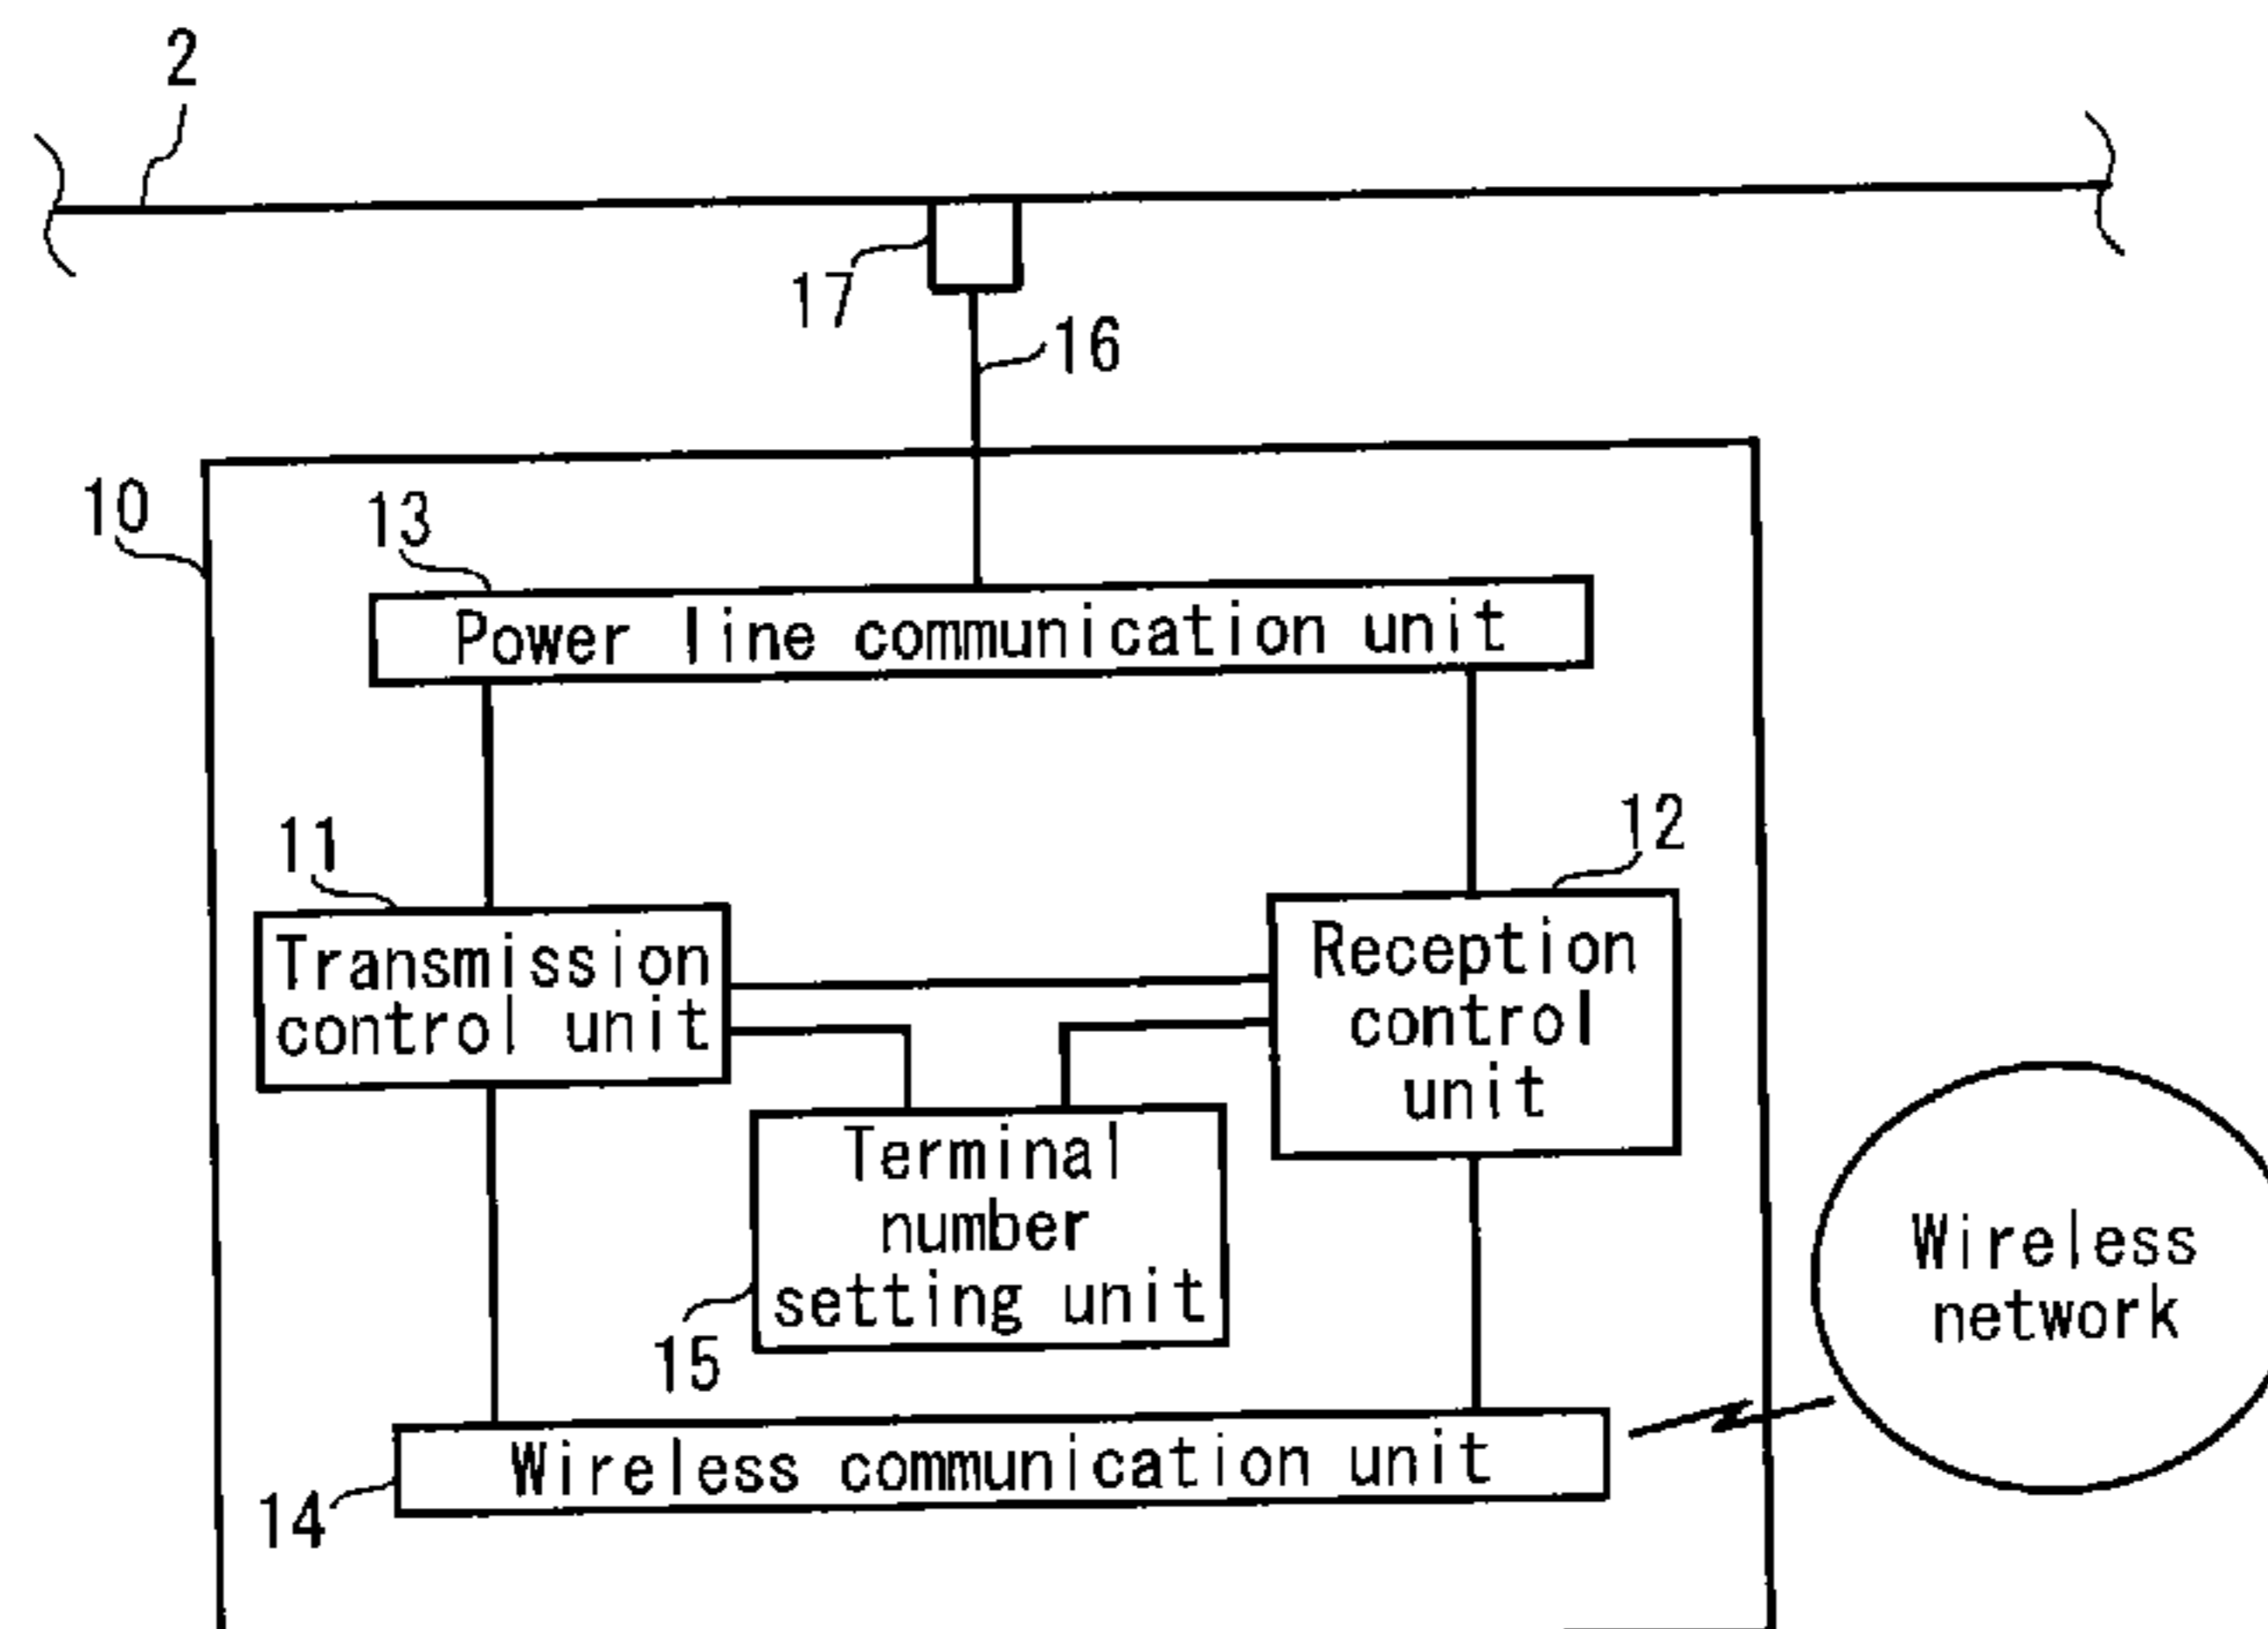 2
17
16
10
13
Power line communication unit
11
12
Transmission
control unit
Reception
control
unit
Terminal
number
setting unit
15
Wireless
network
Wireless communication unit
14